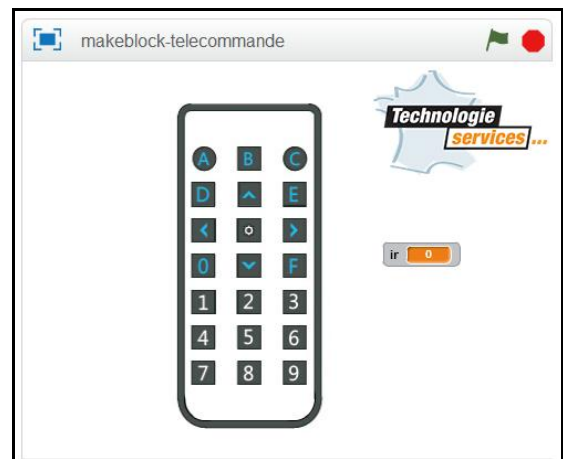 makeblock-telecommande
Technologie
services...
A B C
D E
0 F
1 2 3
4 5 6
7 8 9
ir 0